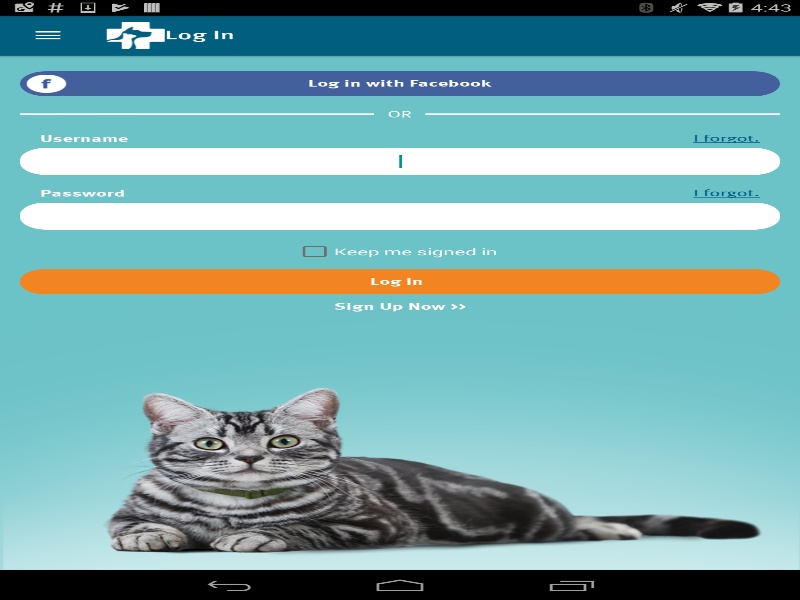 4:43
Log In
f
Log in with Facebook
OR
Username
I forgot.
Password
I forgot.
Keep me signed in
Log In
Sign Up Now >>